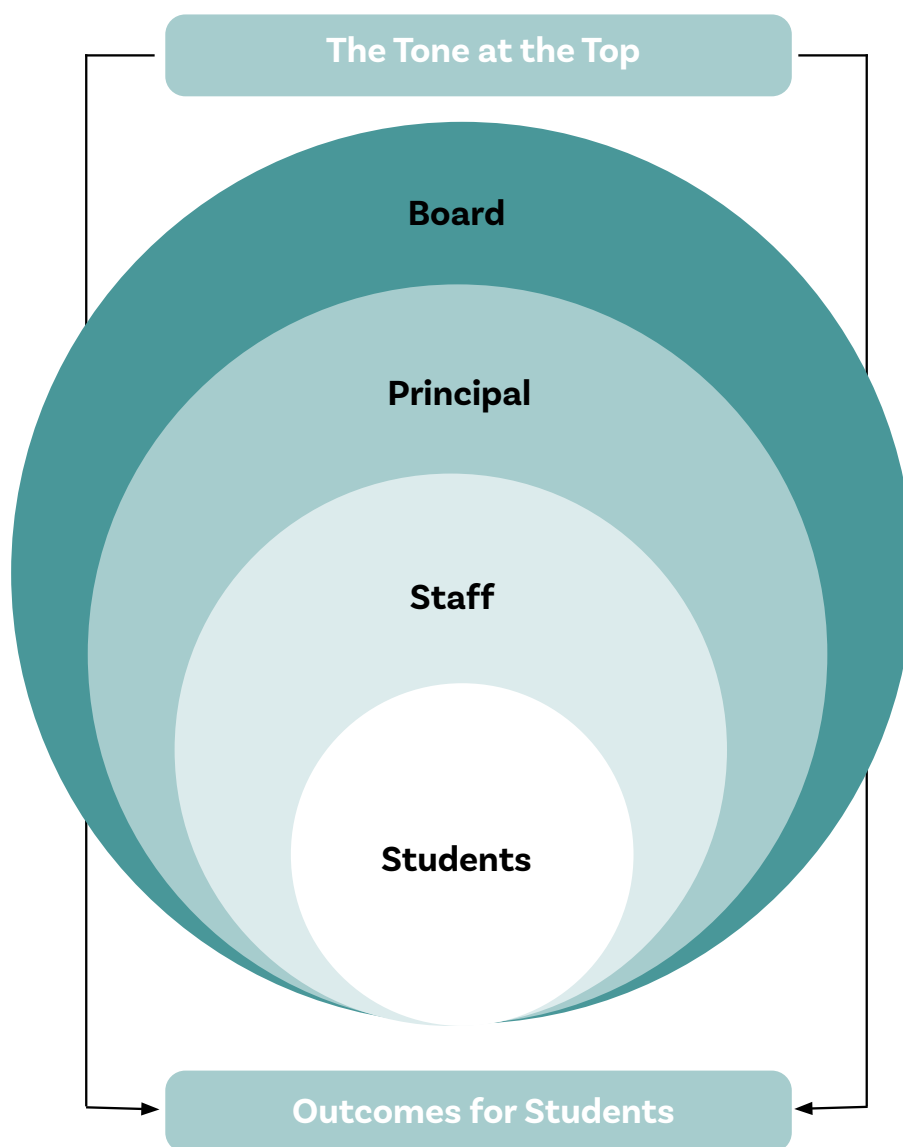 The Tone at the Top
Board
Principal
Staff
Students
Outcomes for Students